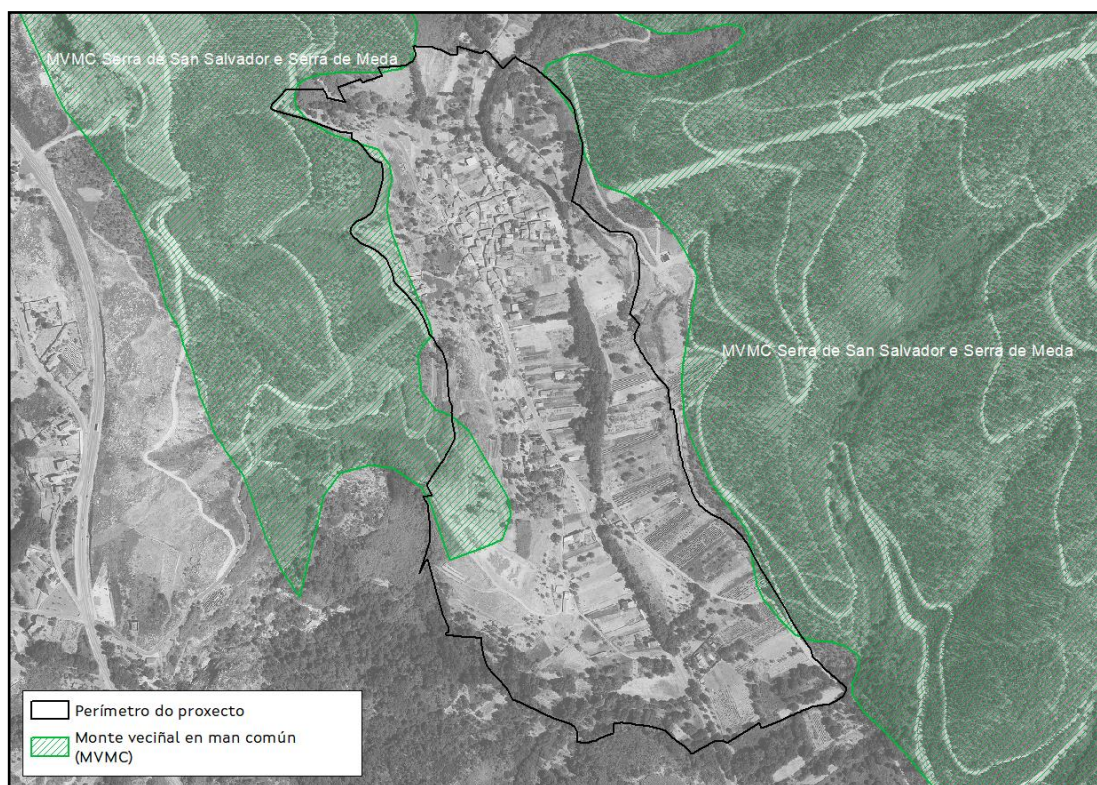 MVMC Serra de San Salvador e Serra de Meda
MVMC Serra de San Salvador e Serra de Meda
Perímetro do proxecto
Monte veciñal en man común
(MVMC)